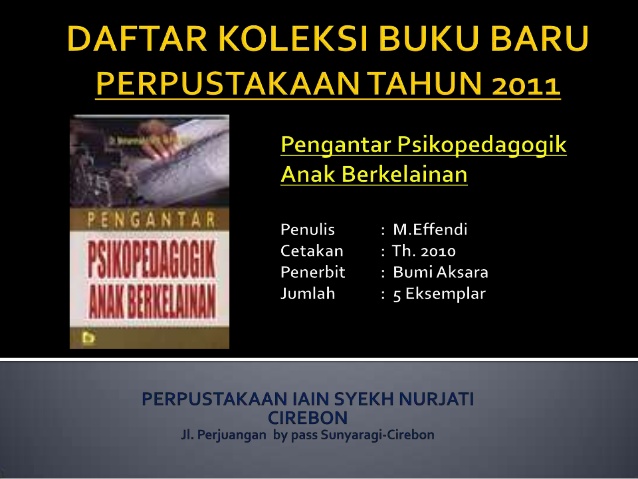 DAFTAR KOLEKSI BUKU BARU
PERPUSTAKAAN TAHUN 2011
Pengantar Psikopedagogik
Anak Berkelainan
Penulis : M.Effendi
Cetakan : Th. 2010
Penerbit : Bumi Aksara
Jumlah : 5 Eksemplar
PENGANTAR
PSIKOPEDAGOGIK
ANAK BERKELAINAN
PERPUSTAKAAN IAIN SYEKH NURJATI
CIREBON
Jl. Perjuangan by pass Sunyaragi-Cirebon